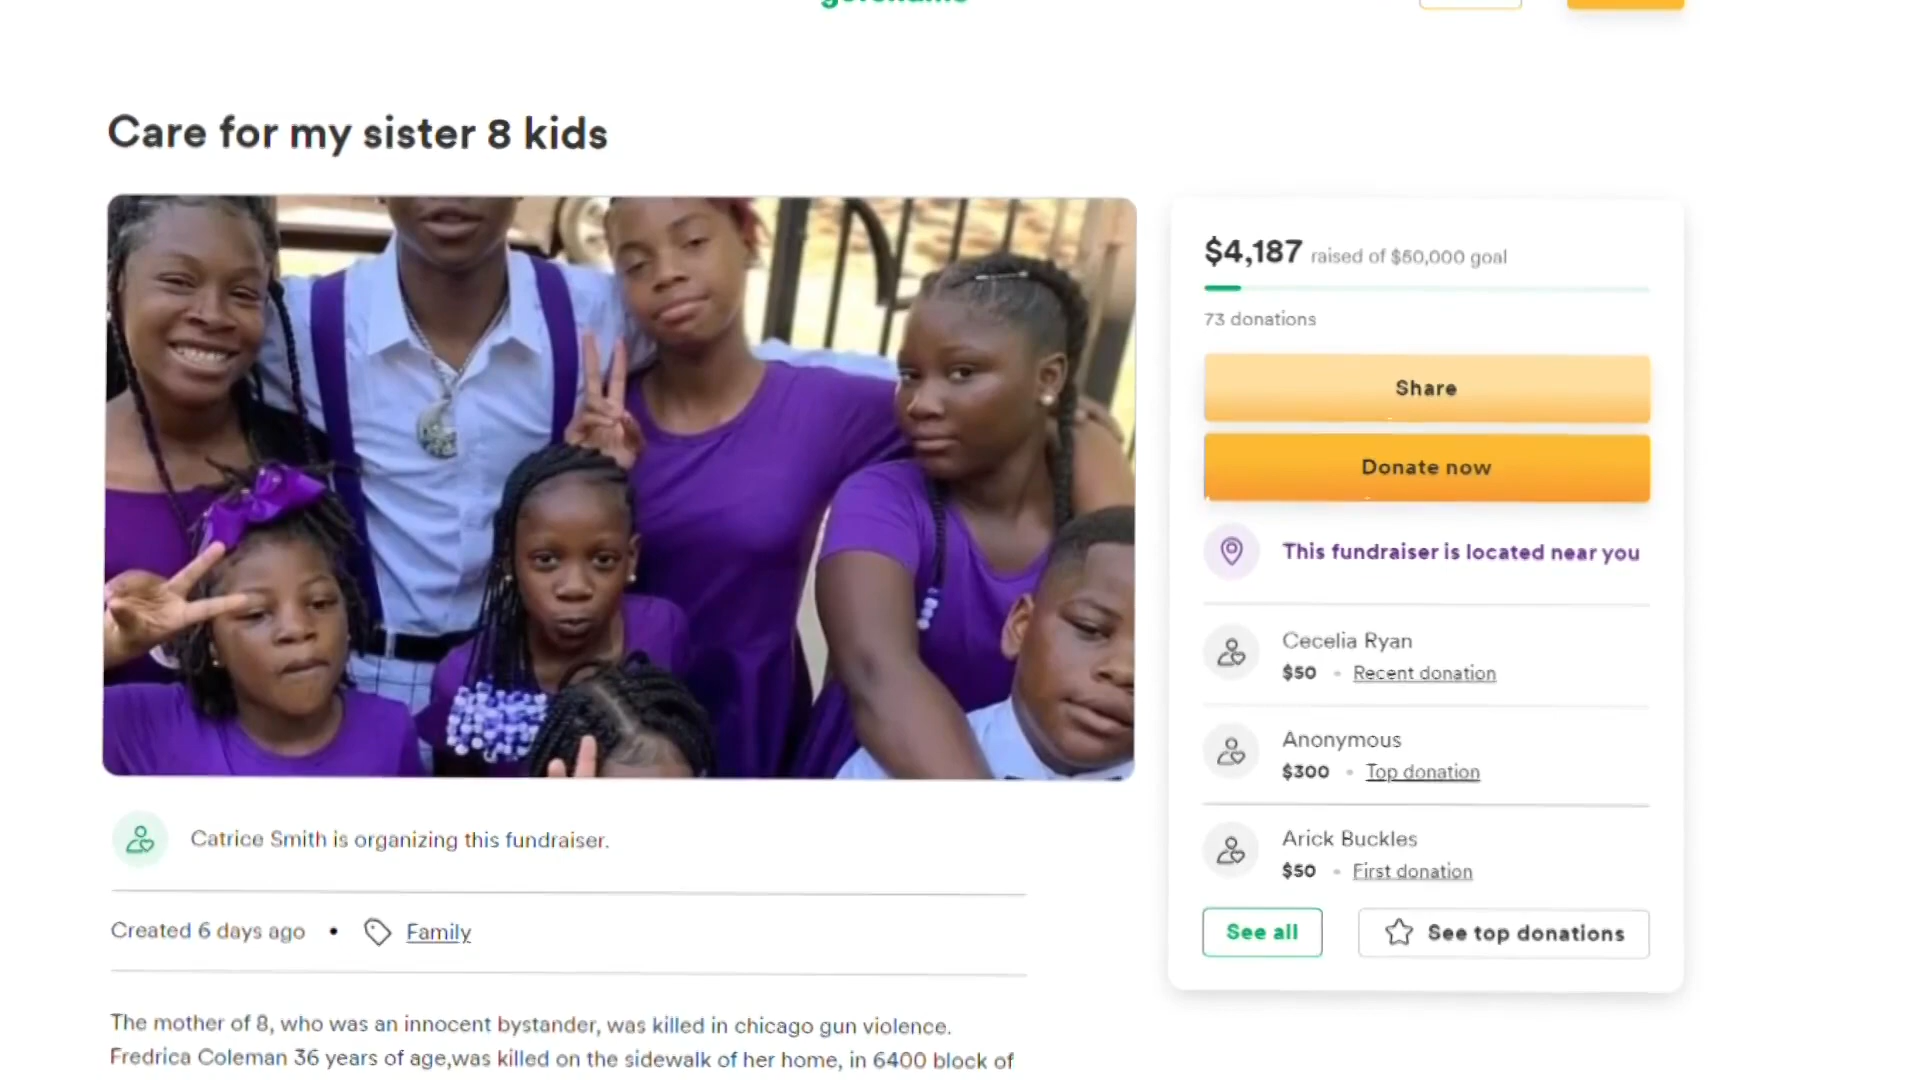 Care for my sister 8 kids
$4,187 raised of $50,000 goal
73 donations
Share
Donate now
This fundraiser is located near you
Cecelia Ryan
$50 • Recent donation
Anonymous
$300 • Top donation
Arick Buckles
$50 • First donation
See all
See top donations
Catrice Smith is organizing this fundraiser.
Created 6 days ago • Family
The mother of 8, who was an innocent bystander, was killed in chicago gun violence.
Fredrica Coleman 36 years of age,was killed on the sidewalk of her home, in 6400 block of